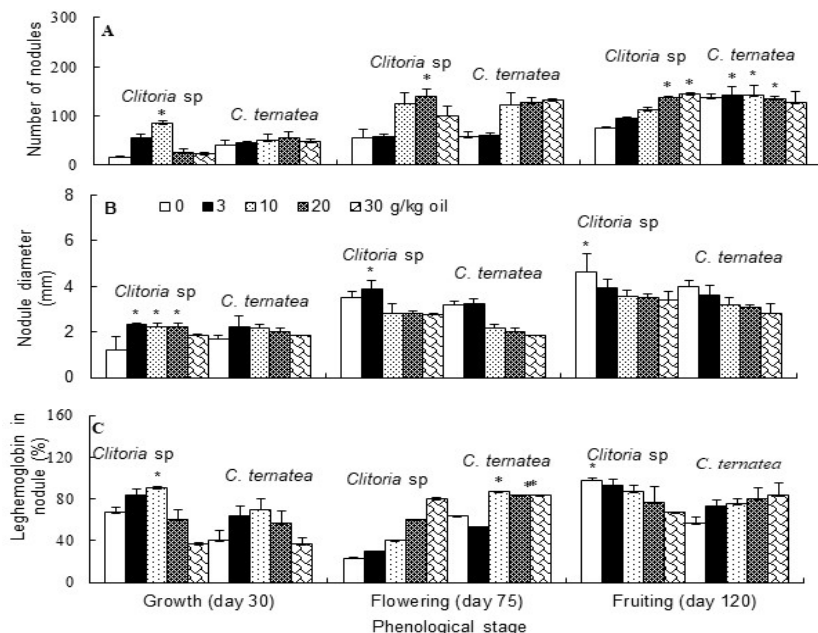 A
Number of nodules
300
200
100
0
Clitoria sp
*
C. ternatea
Clitoria sp
*
C. ternatea
Clitoria sp
* *
C. ternatea
* * *
B
Nodule diameter
(mm)
8
6
4
2
0
0 3 10 20 30 g/kg oil
Clitoria sp
* * *
C. ternatea
Clitoria sp
*
C. ternatea
Clitoria sp
*
C. ternatea
C
Leghemoglobin in
nodule (%)
160
120
80
40
0
Clitoria sp
*
C. ternatea
Clitoria sp
C. ternatea
* **
Clitoria sp
*
C. ternatea
Growth (day 30) Flowering (day 75) Fruiting (day 120)
Phenological stage